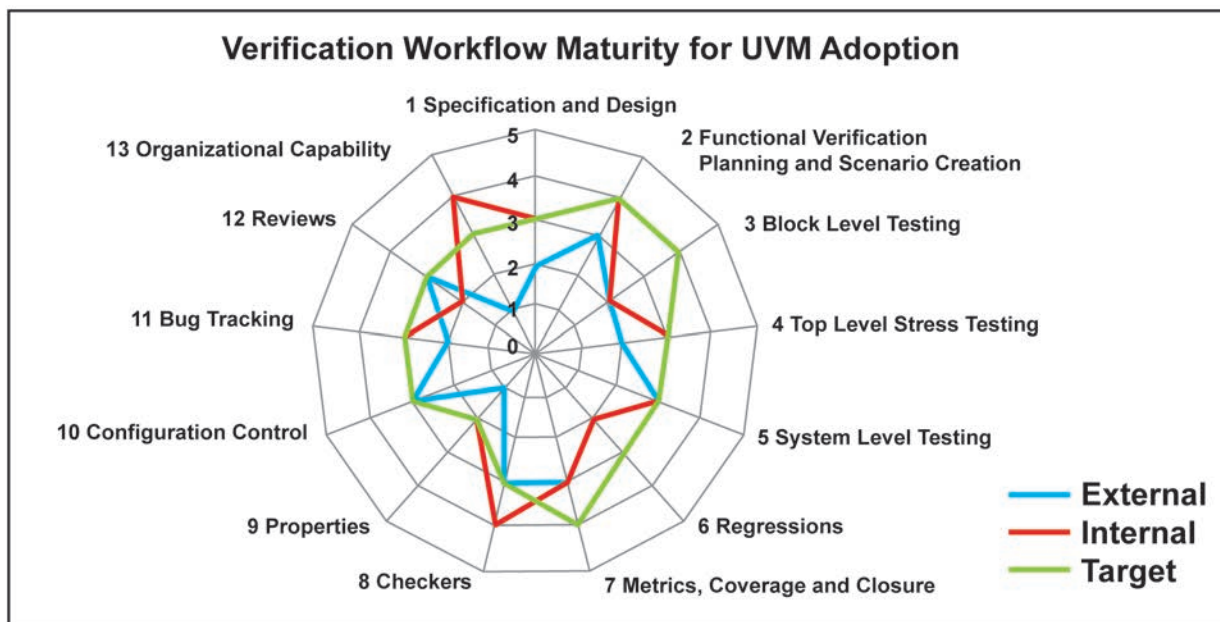 Verification Workflow Maturity for UVM Adoption
1 Specification and Design
2 Functional Verification
Planning and Scenario Creation
3 Block Level Testing
4 Top Level Stress Testing
5 System Level Testing
6 Regressions
7 Metrics, Coverage and Closure
8 Checkers
9 Properties
10 Configuration Control
11 Bug Tracking
12 Reviews
13 Organizational Capability
5
4
3
2
1
0
External
Internal
Target